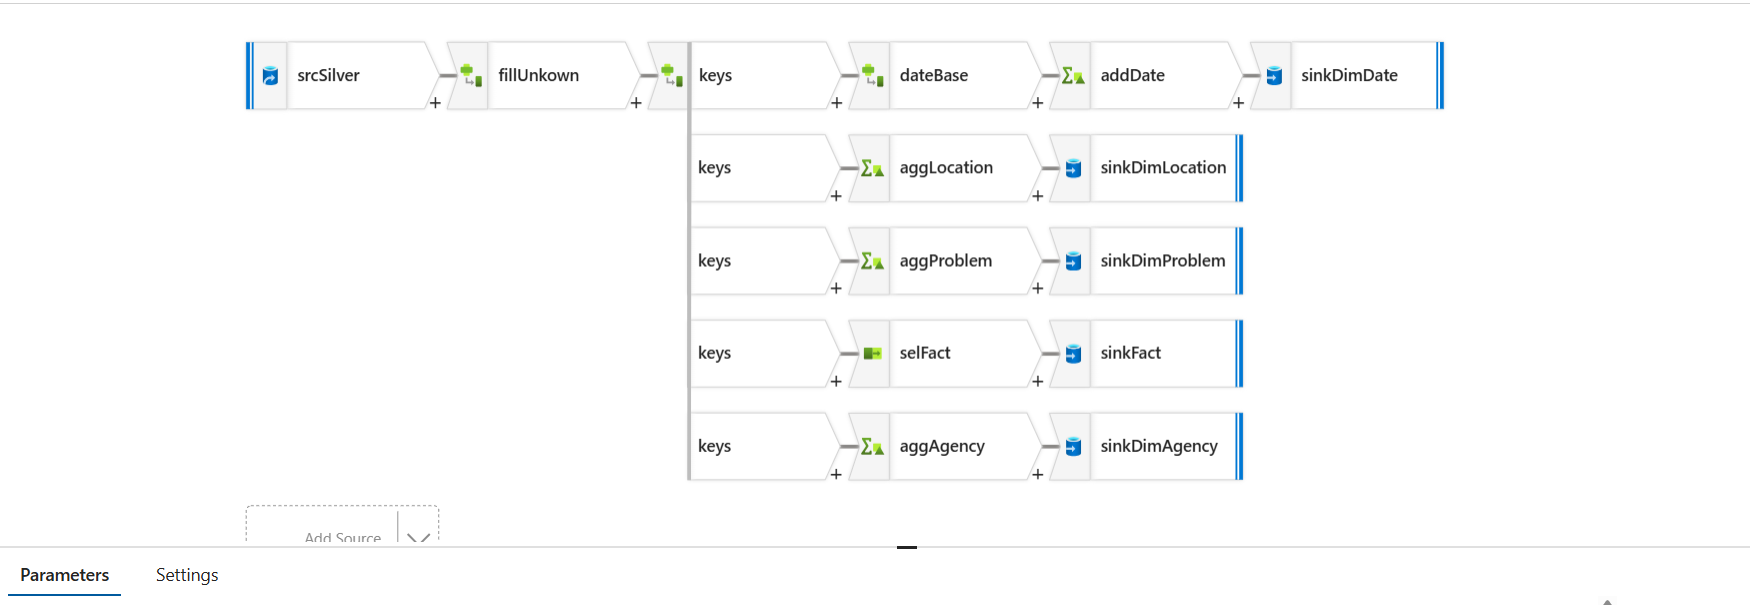 srcSilver
fillUnkown
keys
dateBase
addDate
sinkDimDate
keys
aggLocation
sinkDimLocation
keys
aggProblem
sinkDimProblem
keys
selFact
sinkFact
keys
aggAgency
sinkDimAgency
Add Source
Parameters
Settings